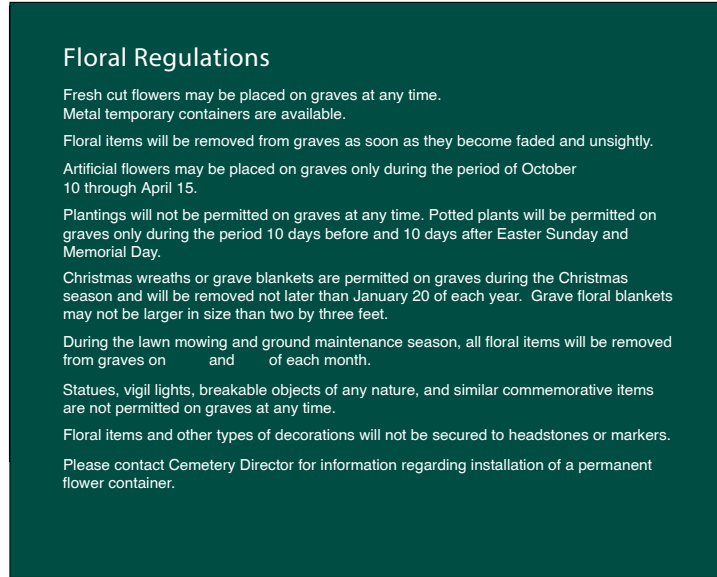 Floral Regulations
Fresh cut flowers may be placed on graves at any time.
Metal temporary containers are available.
Floral items will be removed from graves as soon as they become faded and unsightly.
Artificial flowers may be placed on graves only during the period of October
10 through April 15.
Plantings will not be permitted on graves at any time. Potted plants will be permitted on
graves only during the period 10 days before and 10 days after Easter Sunday and
Memorial Day.
Christmas wreaths or grave blankets are permitted on graves during the Christmas
season and will be removed not later than January 20 of each year.  Grave floral blankets
may not be larger in size than two by three feet.
During the lawn mowing and ground maintenance season, all floral items will be removed
from graves on          and        of each month.
Statues, vigil lights, breakable objects of any nature, and similar commemorative items
are not permitted on graves at any time.
Floral items and other types of decorations will not be secured to headstones or markers.
Please contact Cemetery Director for information regarding installation of a permanent
flower container.